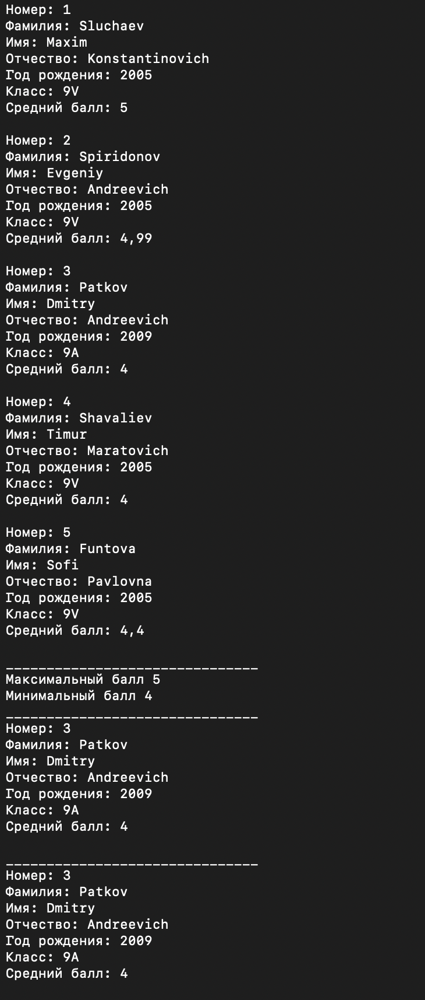 Номер: 1
Фамилия: Sluchaev
Имя: Maxim
Отчество: Konstantinovich
Год рождения: 2005
Класс: 9V
Средний балл: 5

Номер: 2
Фамилия: Spiridonov
Имя: Evgeniy
Отчество: Andreevich
Год рождения: 2005
Класс: 9V
Средний балл: 4,99

Номер: 3
Фамилия: Patkov
Имя: Dmitry
Отчество: Andreevich
Год рождения: 2009
Класс: 9A
Средний балл: 4

Номер: 4
Фамилия: Shavaliev
Имя: Timur
Отчество: Maratovich
Год рождения: 2005
Класс: 9V
Средний балл: 4

Номер: 5
Фамилия: Funtova
Имя: Sofi
Отчество: Pavlovna
Год рождения: 2005
Класс: 9V
Средний балл: 4,4

_______________________________
Максимальный балл 5
Минимальный балл 4
_______________________________
Номер: 3
Фамилия: Patkov
Имя: Dmitry
Отчество: Andreevich
Год рождения: 2009
Класс: 9A
Средний балл: 4

_______________________________
Номер: 3
Фамилия: Patkov
Имя: Dmitry
Отчество: Andreevich
Год рождения: 2009
Класс: 9A
Средний балл: 4